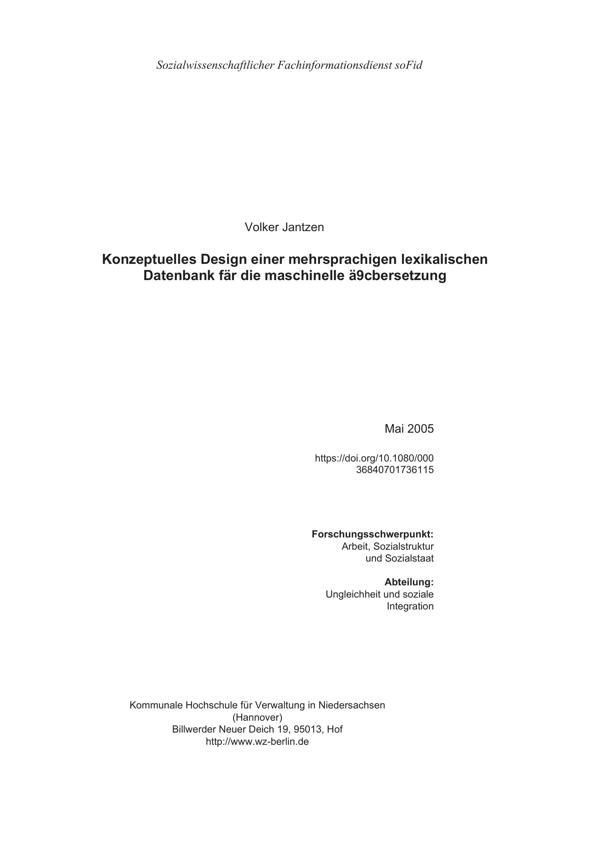 Sozialwissenschaftlicher Fachinformationsdienst soFid
Volker Jantzen
Konzeptuelles Design einer mehrsprachigen lexikalischen
Datenbank fär die maschinelle ä9cbersetzung
Mai 2005
https://doi.org/10.1080/000
36840701736115
Forschungsschwerpunkt:
Arbeit, Sozialstruktur
und Sozialstaat
Abteilung:
Ungleichheit und soziale
Integration
Kommunale Hochschule für Verwaltung in Niedersachsen
(Hannover)
Billwerder Neuer Deich 19, 95013, Hof
http://www.wz-berlin.de